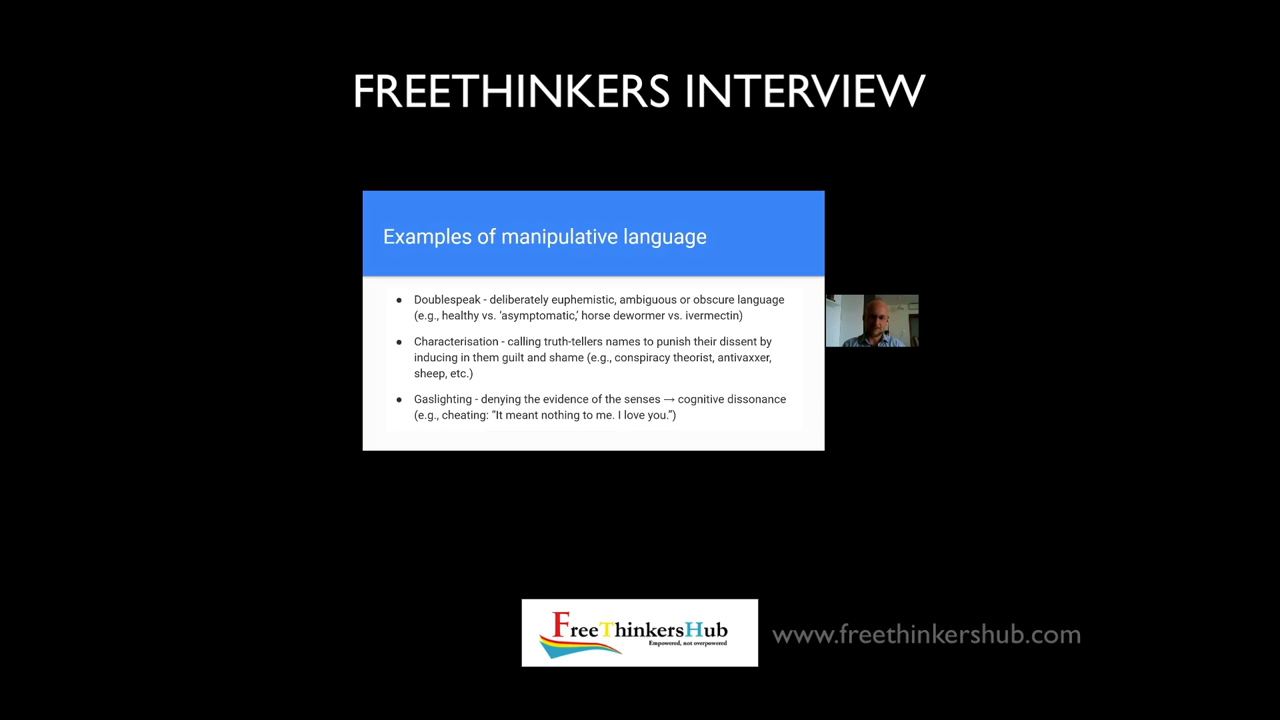 FREETHINKERS INTERVIEW
Examples of manipulative language
● Doublespeak - deliberately euphemistic, ambiguous or obscure language
(e.g., healthy vs. 'asymptomatic,' horse dewormer vs. ivermectin)
● Characterisation - calling truth-tellers names to punish their dissent by
inducing in them guilt and shame (e.g., conspiracy theorist, antivaxxer,
sheep, etc.)
● Gaslighting - denying the evidence of the senses → cognitive dissonance
(e.g., cheating: “It meant nothing to me. I love you.”)
FreeThinkersHub
Empowered, not overpowered
www.freethinkershub.com